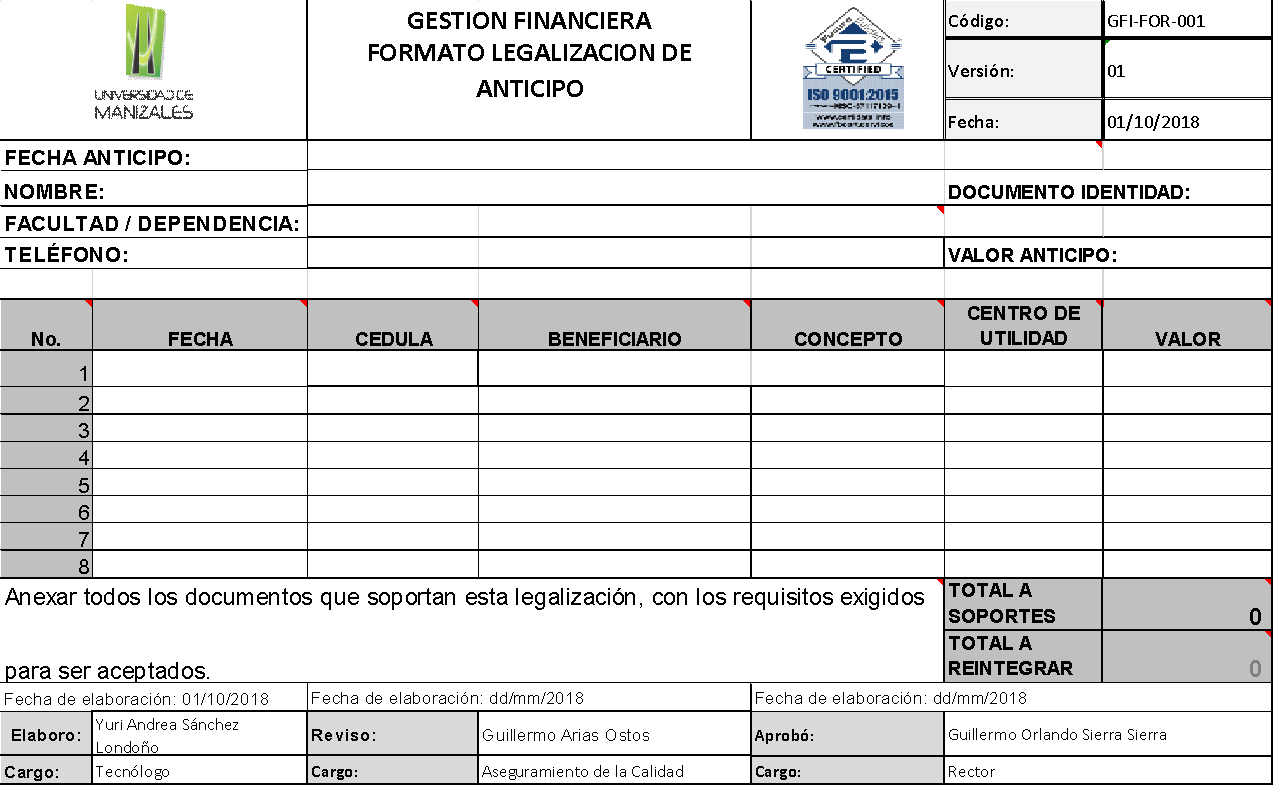 UNIVERSIDAD DE
MANIZALES
GESTION FINANCIERA
FORMATO LEGALIZACION DE
ANTICIPO
CERTIFIED
ISO 9001:2015
Código: GFI-FOR-001
Versión: 01
Fecha: 01/10/2018
FECHA ANTICIPO:
NOMBRE: DOCUMENTO IDENTIDAD:
FACULTAD / DEPENDENCIA:
TELÉFONO: VALOR ANTICIPO:
No. FECHA CEDULA BENEFICIARIO CONCEPTO CENTRO DE UTILIDAD VALOR
1
2
3
4
5
6
7
8
Anexar todos los documentos que soportan esta legalización, con los requisitos exigidos
para ser aceptados.
TOTAL A
SOPORTES 0
TOTAL A
REINTEGRAR 0
Fecha de elaboración: 01/10/2018 Fecha de elaboración: dd/mm/2018 Fecha de elaboración: dd/mm/2018
Elaboro: Yuri Andrea Sánchez Londoño Reviso: Guillermo Arias Ostos Aprobó: Guillermo Orlando Sierra Sierra
Cargo: Tecnólogo Cargo: Aseguramiento de la Calidad Cargo: Rector